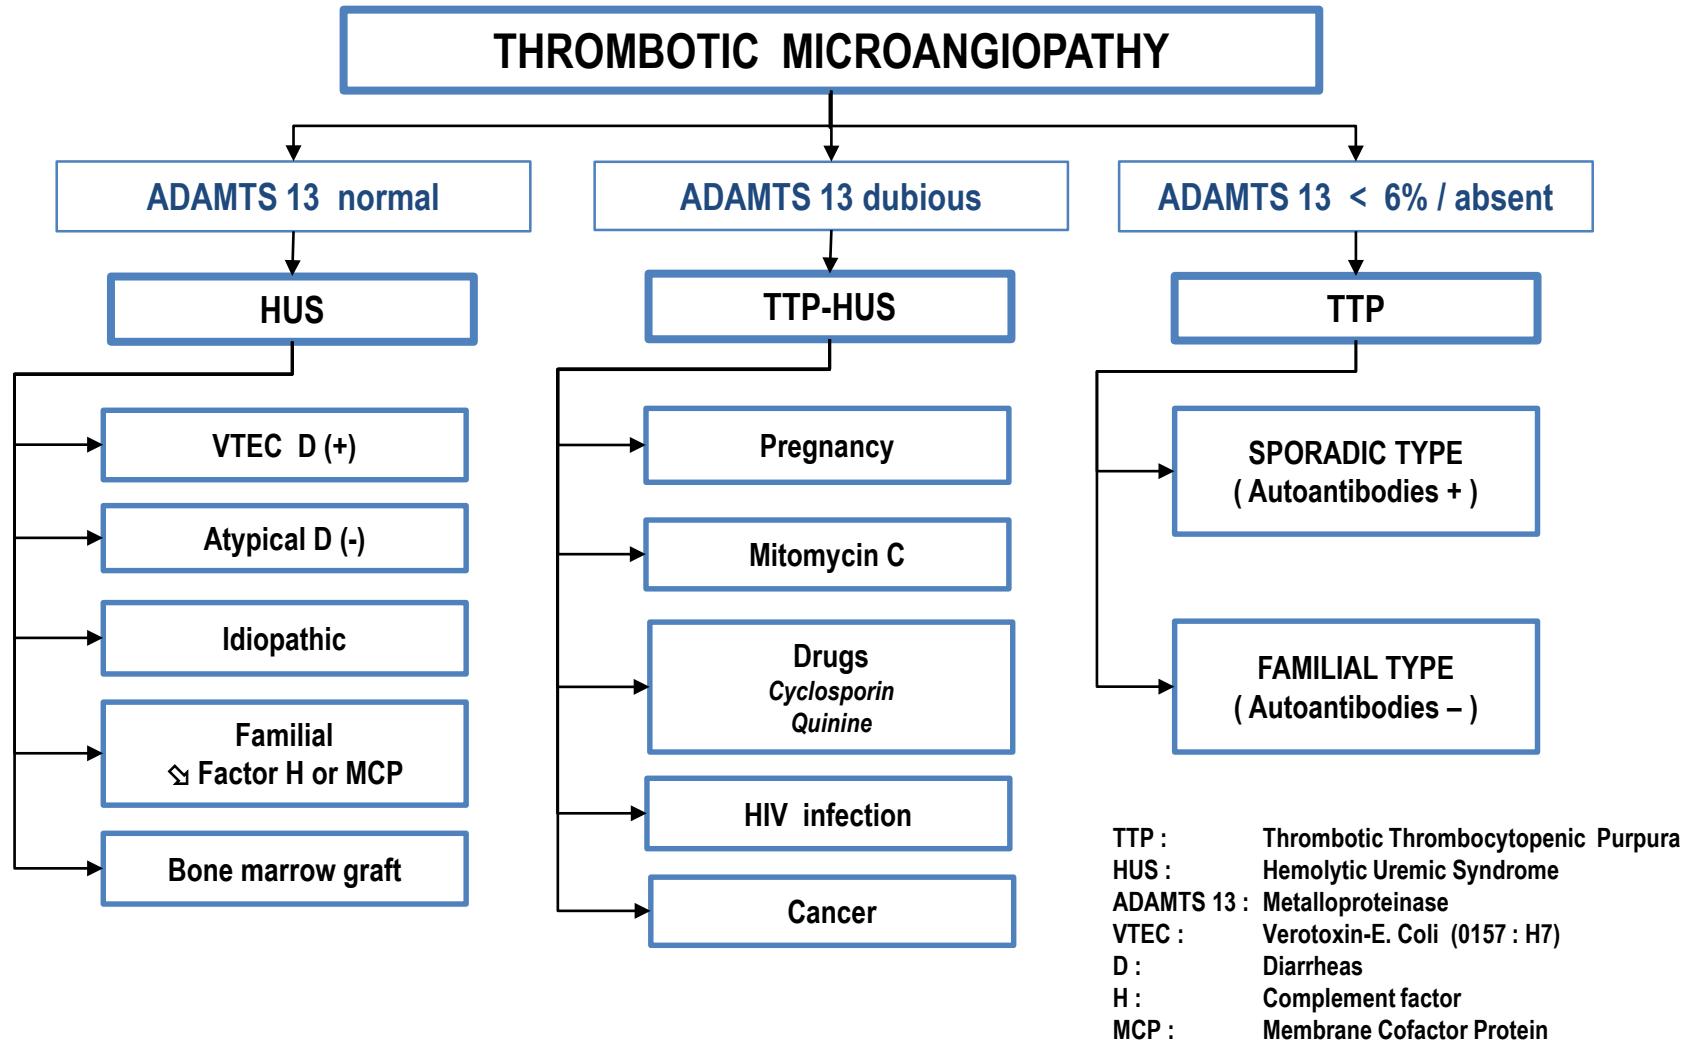 THROMBOTIC MICROANGIOPATHY
ADAMTS 13 normal
ADAMTS 13 dubious
ADAMTS 13 < 6% / absent
HUS
TTP-HUS
TTP
VTEC D (+)
Atypical D (-)
Idiopathic
Familial
⇘ Factor H or MCP
Bone marrow graft
Pregnancy
Mitomycin C
Drugs
Cyclosporin
Quinine
HIV infection
Cancer
SPORADIC TYPE
( Autoantibodies + )
FAMILIAL TYPE
( Autoantibodies – )
TTP : Thrombotic Thrombocytopenic Purpura
HUS : Hemolytic Uremic Syndrome
ADAMTS 13 : Metalloproteinase
VTEC : Verotoxin-E. Coli (0157 : H7)
D : Diarrheas
H : Complement factor
MCP : Membrane Cofactor Protein